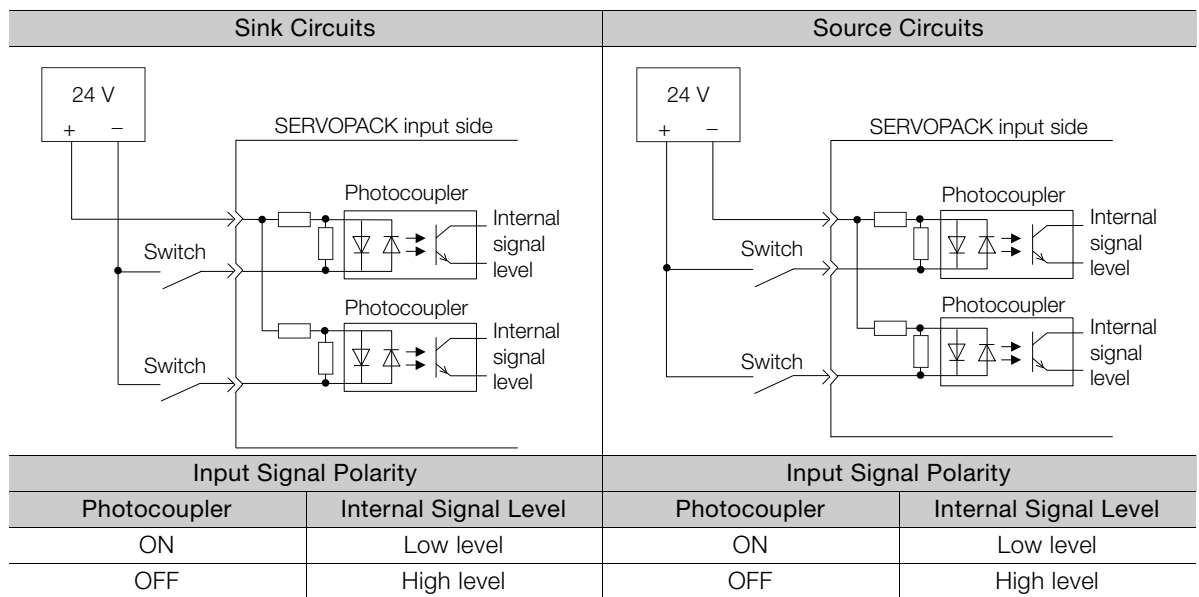 Sink Circuits
Source Circuits
24 V
+ –
SERVOPACK input side
Photocoupler
Internal
signal
level
Switch
Photocoupler
Internal
signal
level
Switch
24 V
+ –
SERVOPACK input side
Photocoupler
Internal
signal
level
Switch
Photocoupler
Internal
signal
level
Switch
Input Signal Polarity
Input Signal Polarity
Photocoupler Internal Signal Level Photocoupler Internal Signal Level
ON Low level ON Low level
OFF High level OFF High level